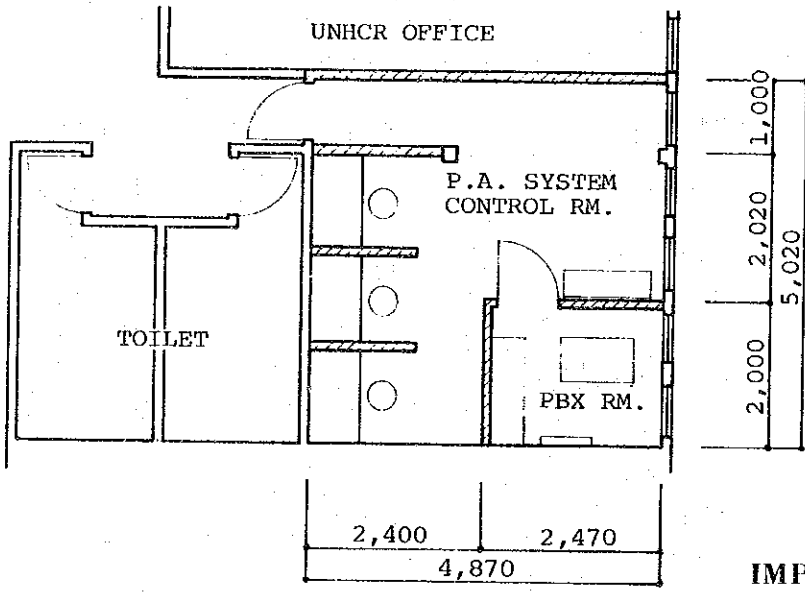 UNHCR OFFICE
P.A. SYSTEM
CONTROL RM.
TOILET
PBX RM.
1,000
2,020
5,020
2,000
2,400
2,470
4,870
IMP